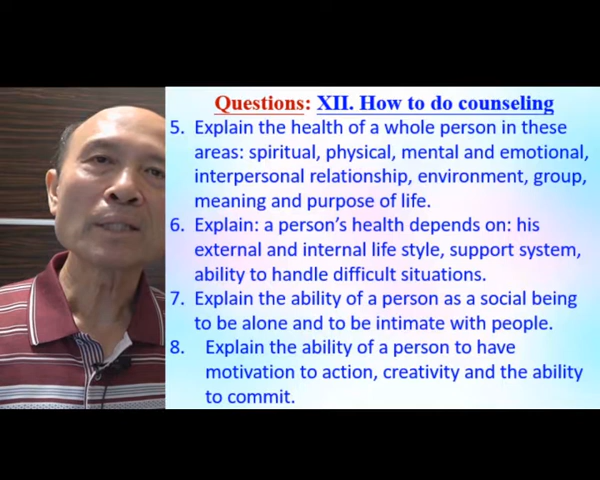 Questions: XII. How to do counseling
5. Explain the health of a whole person in these
areas: spiritual, physical, mental and emotional,
interpersonal relationship, environment, group,
meaning and purpose of life.
6. Explain: a person's health depends on: his
external and internal life style, support system,
ability to handle difficult situations.
7. Explain the ability of a person as a social being
to be alone and to be intimate with people.
8. Explain the ability of a person to have
motivation to action, creativity and the ability
to commit.